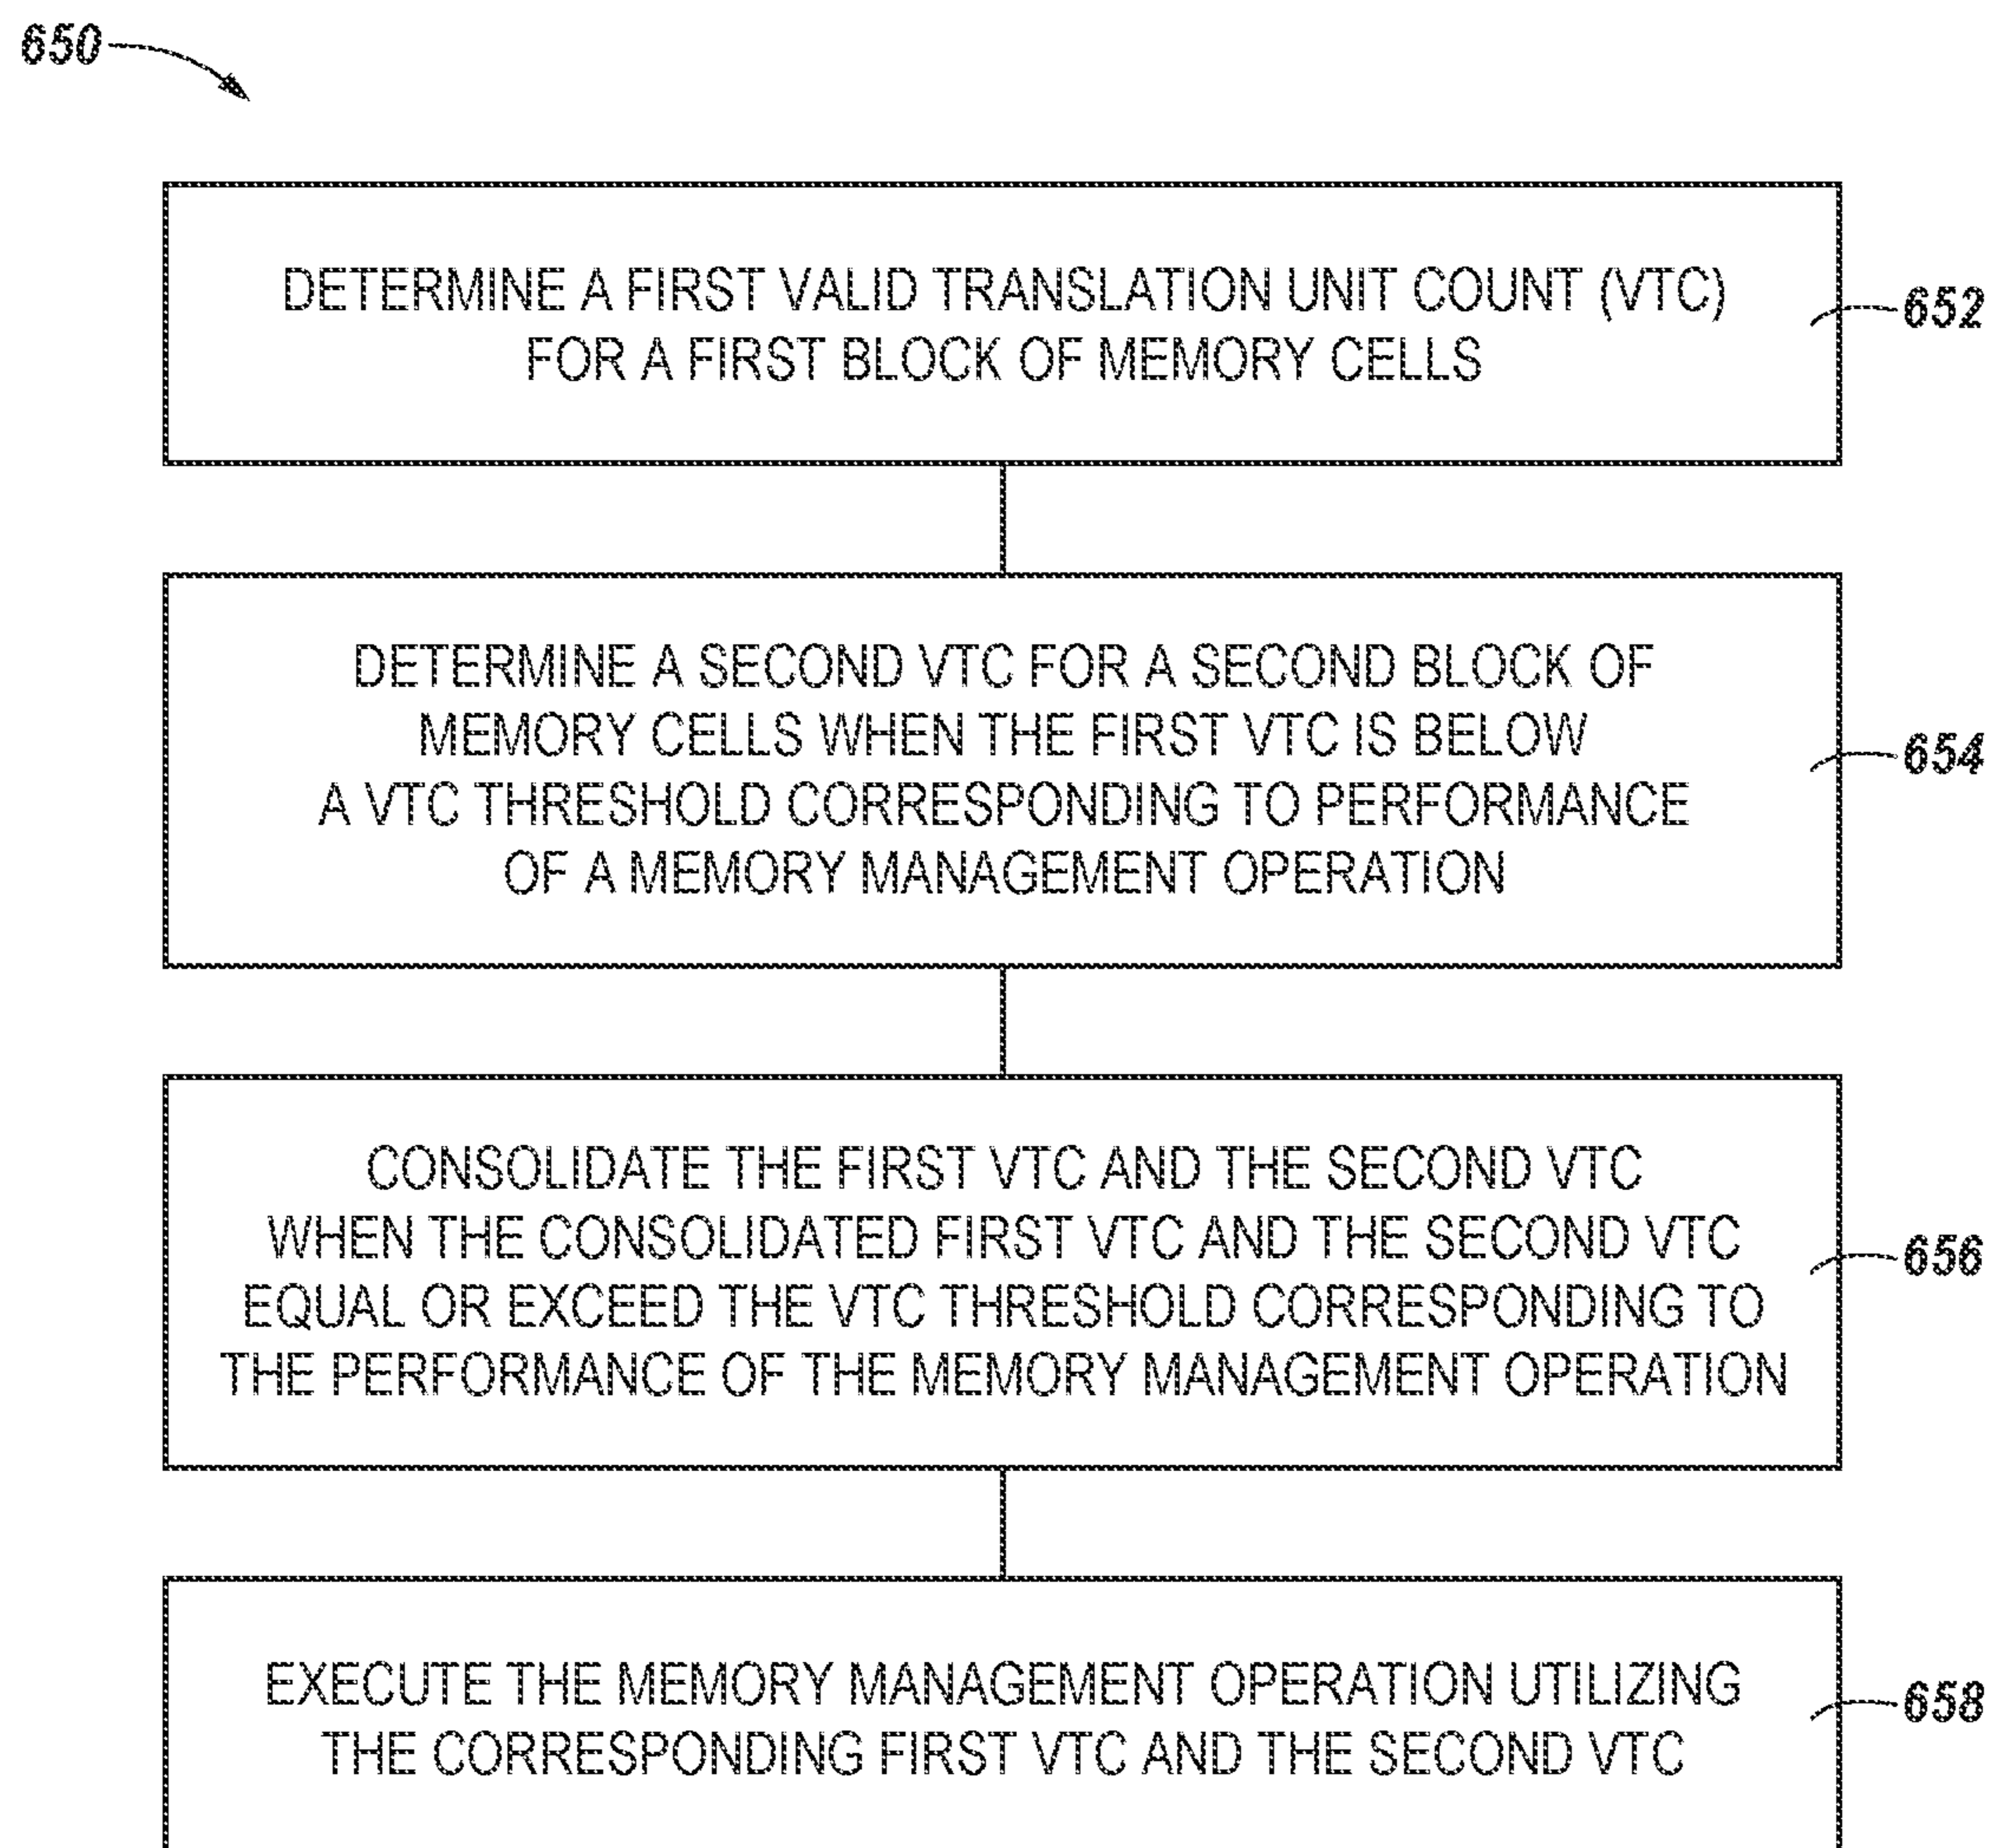 650
DETERMINE A FIRST VALID TRANSLATION UNIT COUNT (VTC)
FOR A FIRST BLOCK OF MEMORY CELLS
652
DETERMINE A SECOND VTC FOR A SECOND BLOCK OF
MEMORY CELLS WHEN THE FIRST VTC IS BELOW
A VTC THRESHOLD CORRESPONDING TO PERFORMANCE
OF A MEMORY MANAGEMENT OPERATION
654
CONSOLIDATE THE FIRST VTC AND THE SECOND VTC
WHEN THE CONSOLIDATED FIRST VTC AND THE SECOND VTC
EQUAL OR EXCEED THE VTC THRESHOLD CORRESPONDING TO
THE PERFORMANCE OF THE MEMORY MANAGEMENT OPERATION
656
EXECUTE THE MEMORY MANAGEMENT OPERATION UTILIZING
THE CORRESPONDING FIRST VTC AND THE SECOND VTC
658